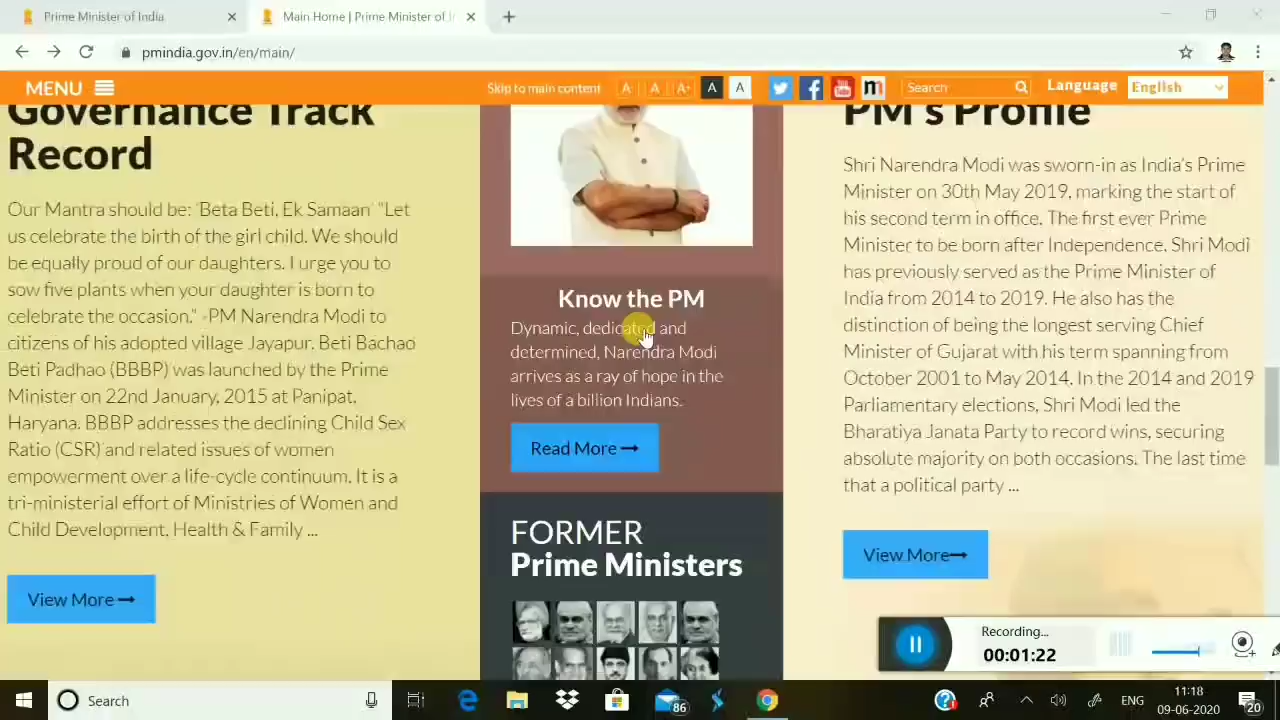 Prime Minister of India
Main Home | Prime Minister of I
pmindia.gov.in/en/main/
MENU
Skip to main content
A
A
A+
A
A
Search
Language
English
Governance Track
Record
Our Mantra should be: 'Beta Beti, Ek Samaan' "Let
us celebrate the birth of the girl child. We should
be equally proud of our daughters. I urge you to
sow five plants when your daughter is born to
celebrate the occasion." -PM Narendra Modi to
citizens of his adopted village Jayapur. Beti Bachao
Beti Padhao (BBBP) was launched by the Prime
Minister on 22nd January, 2015 at Panipat,
Haryana. BBBP addresses the declining Child Sex
Ratio (CSR) and related issues of women
empowerment over a life-cycle continuum. It is a
tri-ministerial effort of Ministries of Women and
Child Development, Health & Family ...
View More
Know the PM
Dynamic, dedicated and
determined, Narendra Modi
arrives as a ray of hope in the
lives of a billion Indians.
Read More
FORMER
Prime Ministers
PM's Profile
Shri Narendra Modi was sworn-in as India's Prime
Minister on 30th May 2019, marking the start of
his second term in office. The first ever Prime
Minister to be born after Independence, Shri Modi
has previously served as the Prime Minister of
India from 2014 to 2019. He also has the
distinction of being the longest serving Chief
Minister of Gujarat with his term spanning from
October 2001 to May 2014. In the 2014 and 2019
Parliamentary elections, Shri Modi led the
Bharatiya Janata Party to record wins, securing
absolute majority on both occasions. The last time
that a political party ...
View More
Recording...
00:01:22
Search
86
ENG
11:18
09-06-2020
20